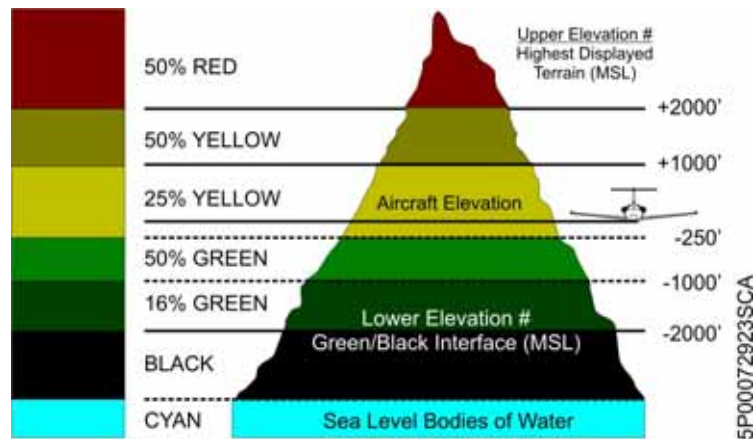 50% RED
Upper Elevation #
Highest Displayed
Terrain (MSL)
+2000'
50% YELLOW
+1000'
25% YELLOW
Aircraft Elevation
-250'
50% GREEN
-1000'
16% GREEN
Lower Elevation #
Green/Black Interface (MSL)
-2000'
BLACK
CYAN
Sea Level Bodies of Water
5P00072923SCA